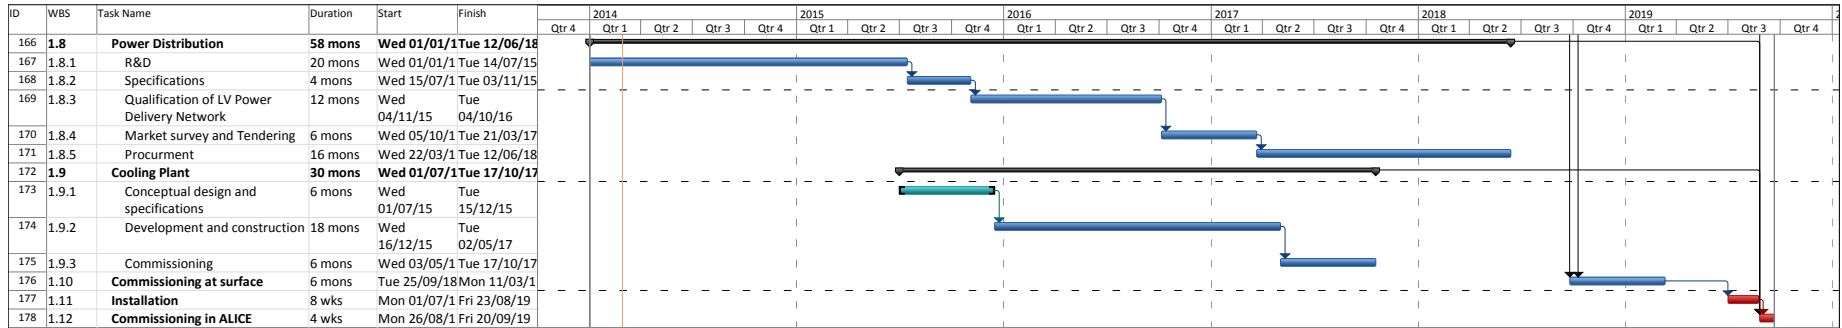 ID WBS Task Name Duration Start Finish 2014 2015 2016 2017 2018 2019 2
Qtr 4 Qtr 1 Qtr 2 Qtr 3 Qtr 4 Qtr 1 Qtr 2 Qtr 3 Qtr 4 Qtr 1 Qtr 2 Qtr 3 Qtr 4 Qtr 1 Qtr 2 Qtr 3 Qtr 4 Qtr 1 Qtr 2 Qtr 3 Qtr 4 Qtr 1 Qtr 2 Qtr 3 Qtr 4
166 1.8 Power Distribution 58 mons Wed 01/01/1 Tue 12/06/18
167 1.8.1 R&D 20 mons Wed 01/01/1 Tue 14/07/15
168 1.8.2 Specifications 4 mons Wed 15/07/1 Tue 03/11/15
169 1.8.3 Qualification of LV Power 12 mons Wed Tue
Delivery Network 04/11/15 04/10/16
170 1.8.4 Market survey and Tendering 6 mons Wed 05/10/1 Tue 21/03/17
171 1.8.5 Procurment 16 mons Wed 22/03/1 Tue 12/06/18
172 1.9 Cooling Plant 30 mons Wed 01/07/1 Tue 17/10/17
173 1.9.1 Conceptual design and 6 mons Wed Tue
specifications 01/07/15 15/12/15
174 1.9.2 Development and construction 18 mons Wed Tue
16/12/15 02/05/17
175 1.9.3 Commissioning 6 mons Wed 03/05/1 Tue 17/10/17
176 1.10 Commissioning at surface 6 mons Tue 25/09/18 Mon 11/03/1
177 1.11 Installation 8 wks Mon 01/07/1 Fri 23/08/19
178 1.12 Commissioning in ALICE 4 wks Mon 26/08/1 Fri 20/09/19